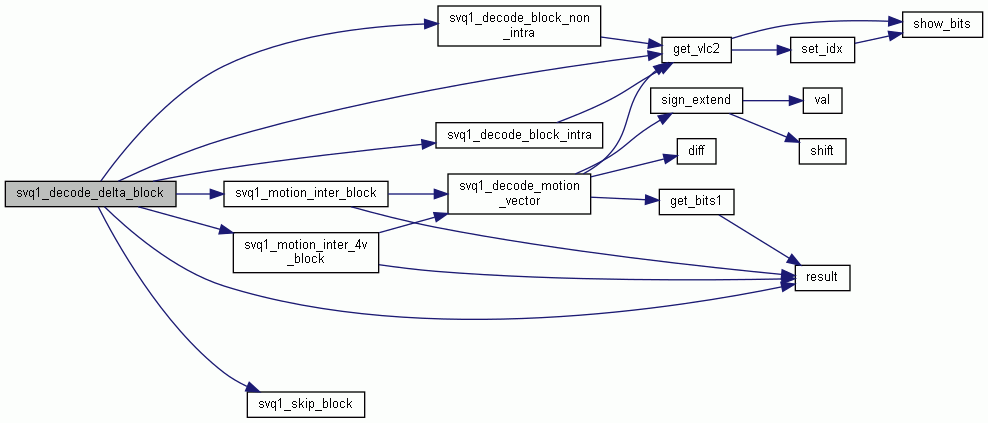 svq1_decode_block_non
_intra
show_bits
get_vlc2
set_idx
sign_extend
val
svq1_decode_block_intra
diff
shift
svq1_decode_delta_block
svq1_motion_inter_block
svq1_decode_motion
_vector
get_bits1
svq1_motion_inter_4v
_block
result
svq1_skip_block